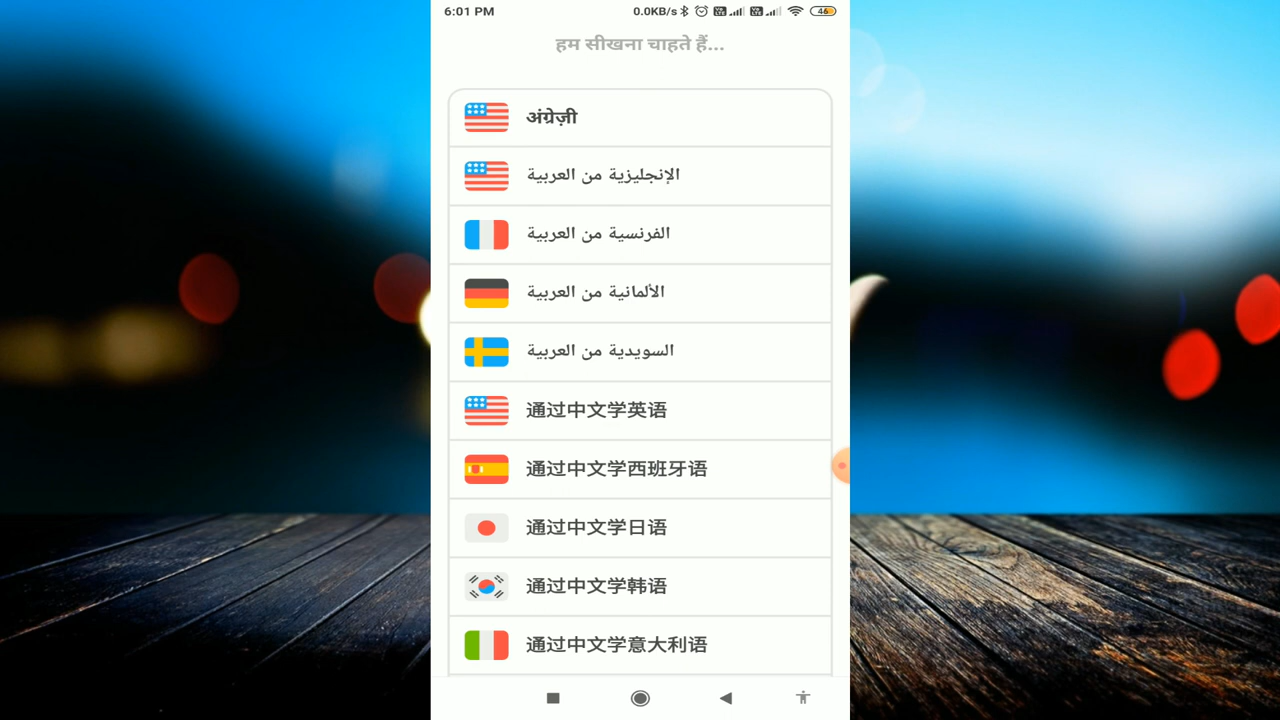 6:01 PM 0.0KB/s 46
हम सीखना चाहते हैं...
अंग्रेज़ी
الإنجليزية من العربية
الفرنسية من العربية
الألمانية من العربية
السويدية من العربية
通过中文学英语
通过中文学西班牙语
通过中文学日语
通过中文学韩语
通过中文学意大利语